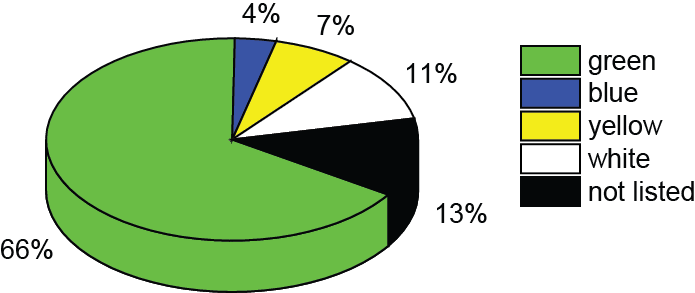 4%
7%
11%
13%
66%
green
blue
yellow
white
not listed